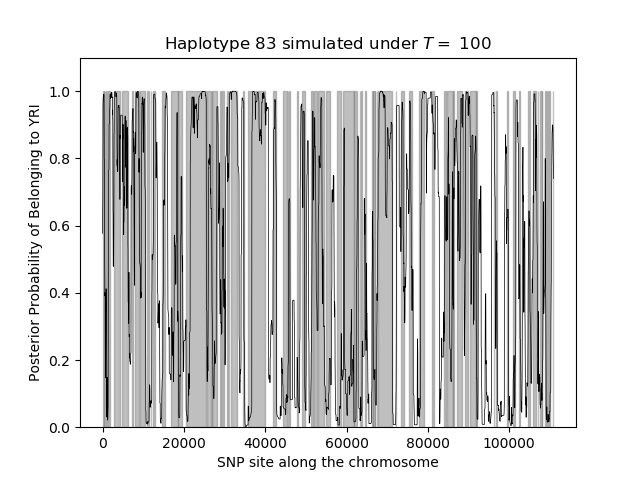 Haplotype 83 simulated under T = 100
Posterior Probability of Belonging to YRI
1.0
0.8
0.6
0.4
0.2
0.0
0 20000 40000 60000 80000 100000
SNP site along the chromosome